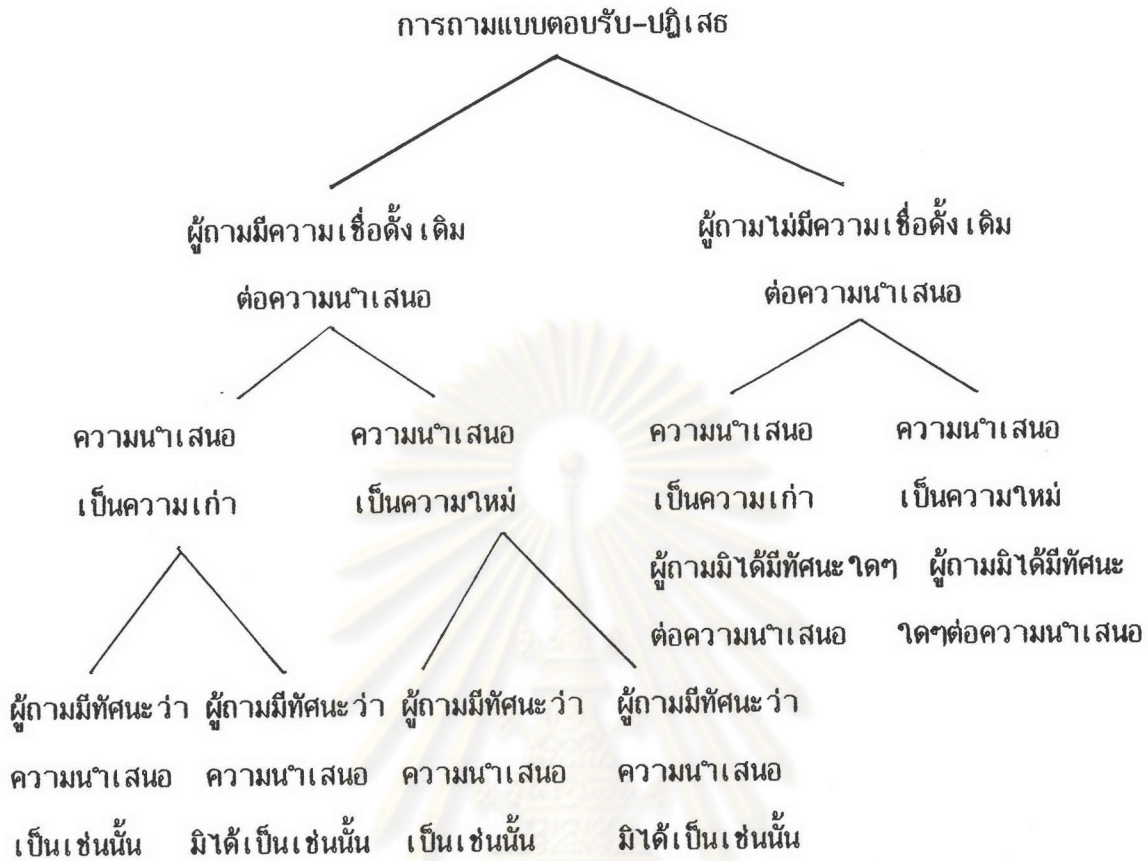 การถามแบบตอบรับ-ปฏิเสธ
ผู้ถามมีความเชื่อดั้งเดิม
ต่อความนำเสนอ
ผู้ถามไม่มีความเชื่อดั้งเดิม
ต่อความนำเสนอ
ความนำเสนอ
เป็นความเก่า
ความนำเสนอ
เป็นความใหม่
ความนำเสนอ
เป็นความเก่า
ผู้ถามมิได้มีทัศนะใดๆ
ต่อความนำเสนอ
ความนำเสนอ
เป็นความใหม่
ผู้ถามมิได้มีทัศนะ
ใดๆต่อความนำเสนอ
ผู้ถามมีทัศนะว่า
ความนำเสนอ
เป็นเช่นนั้น
ผู้ถามมีทัศนะว่า
ความนำเสนอ
มิได้เป็นเช่นนั้น
ผู้ถามมีทัศนะว่า
ความนำเสนอ
เป็นเช่นนั้น
ผู้ถามมีทัศนะว่า
ความนำเสนอ
มิได้เป็นเช่นนั้น